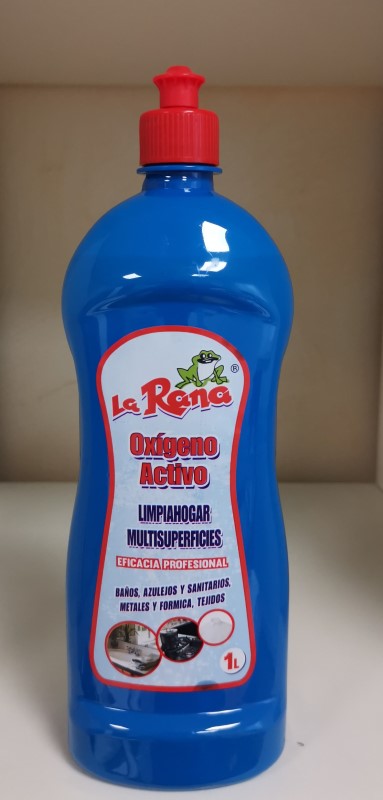 La Rana ®
Oxígeno
Activo
LIMPIAHOGAR
MULTISUPERFICIES
EFICACIA PROFESIONAL
BAÑOS, AZULEJOS Y SANITARIOS,
METALES Y FORMICA, TEJIDOS
1L